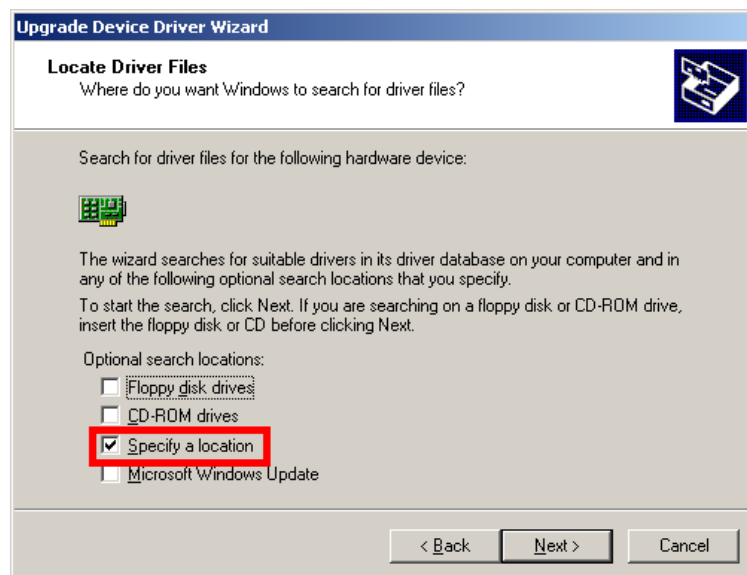 Upgrade Device Driver Wizard
Locate Driver Files
Where do you want Windows to search for driver files?
Search for driver files for the following hardware device:
The wizard searches for suitable drivers in its driver database on your computer and in
any of the following optional search locations that you specify.
To start the search, click Next. If you are searching on a floppy disk or CD-ROM drive,
insert the floppy disk or CD before clicking Next.
Optional search locations:
Floppy disk drives
CD-ROM drives
Specify a location
Microsoft Windows Update
< Back Next > Cancel